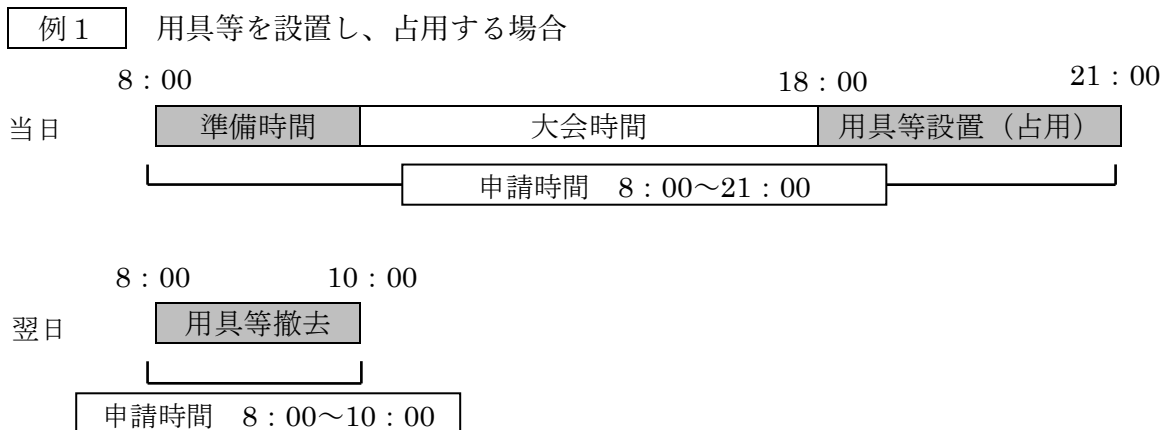 例１ 用具等を設置し、占用する場合
8：00 18：00 21：00
当日 準備時間 大会時間 用具等設置（占用）
申請時間 8：00～21：00
8：00 10：00
翌日 用具等撤去
申請時間 8：00～10：00